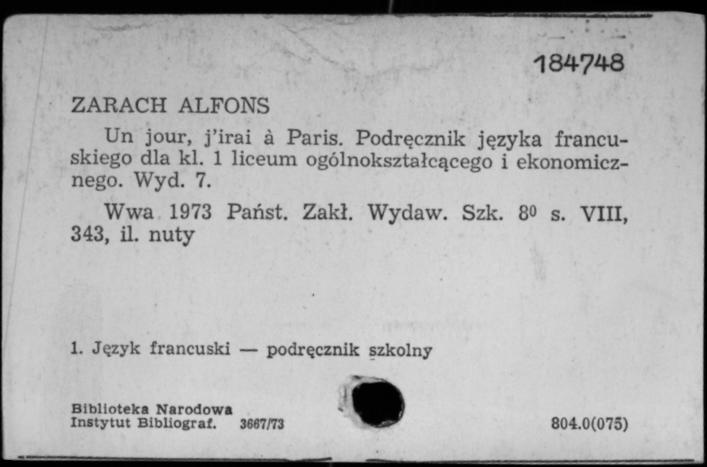 184748
ZARACH ALFONS
Un jour, j'irai à Paris. Podręcznik języka francu-
skiego dla kl. 1 liceum ogólnokształcącego i ekonomicz-
nego. Wyd. 7.
Wwa 1973 Państ. Zakł. Wydaw. Szk. 8⁰ s. VIII,
343, il. nuty
1. Język francuski — podręcznik szkolny
Biblioteka Narodowa
Instytut Bibliograf. 3667/73 804.0(075)